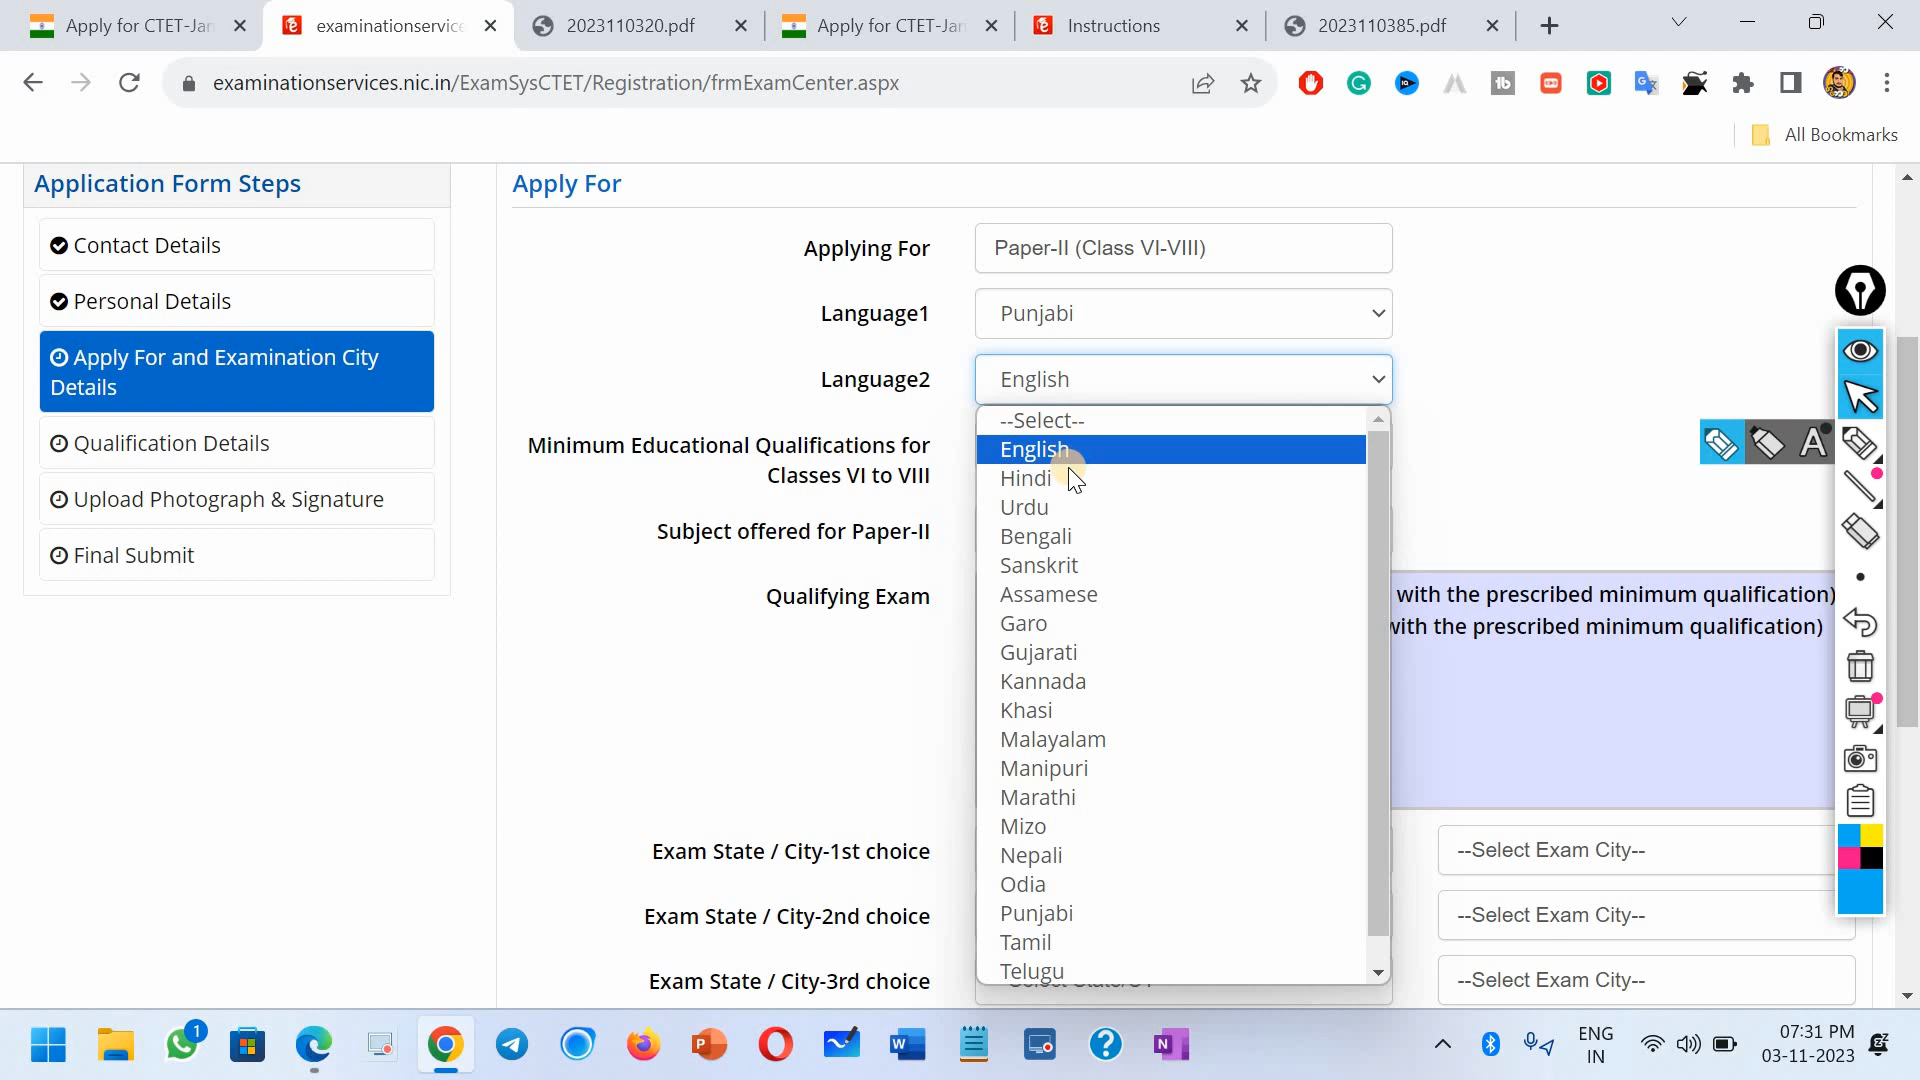 Apply for CTET-Jan
examinationservice
2023110320.pdf
Apply for CTET-Jan
Instructions
2023110385.pdf
examinationservices.nic.in/ExamSysCTET/Registration/frmExamCenter.aspx
All Bookmarks
Application Form Steps
Contact Details
Personal Details
Apply For and Examination City
Details
Qualification Details
Upload Photograph & Signature
Final Submit
Apply For
Applying For
Paper-II (Class VI-VIII)
Language1
Punjabi
Language2
English
--Select--
English
Hindi
Urdu
Bengali
Sanskrit
Assamese
Garo
Gujarati
Kannada
Khasi
Malayalam
Manipuri
Marathi
Mizo
Nepali
Odia
Punjabi
Tamil
Telugu
Minimum Educational Qualifications for
Classes VI to VIII
Subject offered for Paper-II
Qualifying Exam
with the prescribed minimum qualification)
with the prescribed minimum qualification)
Exam State / City-1st choice
--Select Exam City--
Exam State / City-2nd choice
--Select Exam City--
Exam State / City-3rd choice
--Select Exam City--
A
1
ENG
IN
07:31 PM
03-11-2023